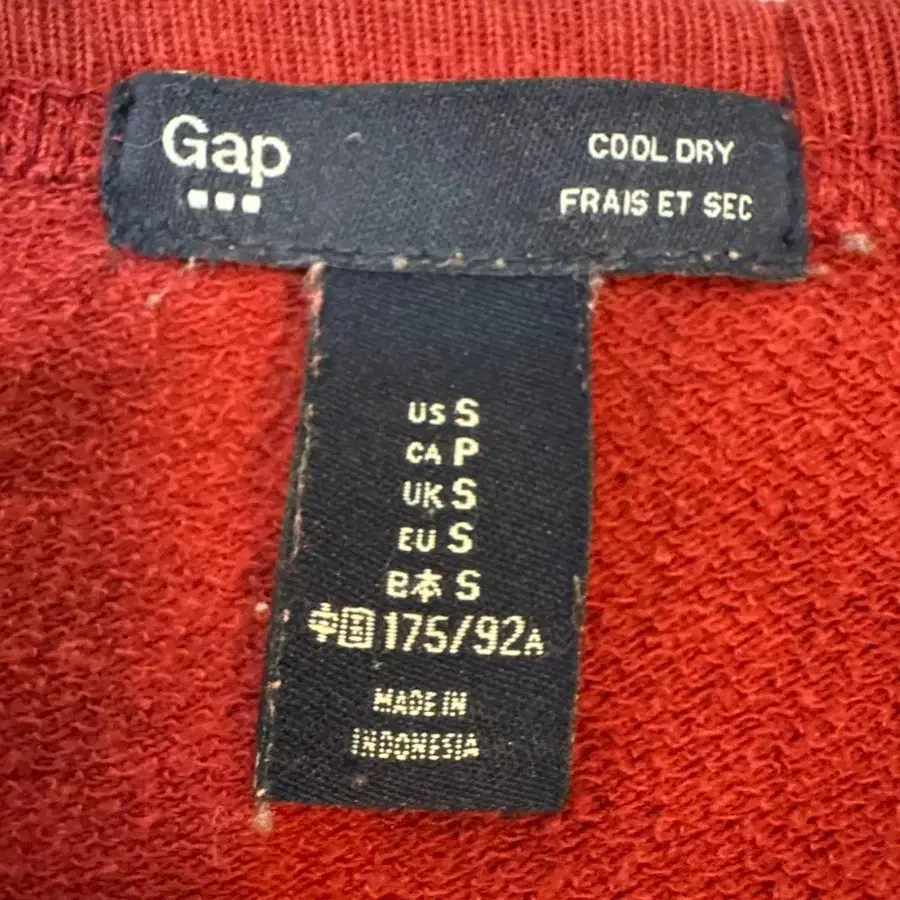 Gap
COOL DRY
FRAIS ET SEC
US S
CA P
UK S
EU S
日本 S
中国 175/92A
MADE IN
INDONESIA